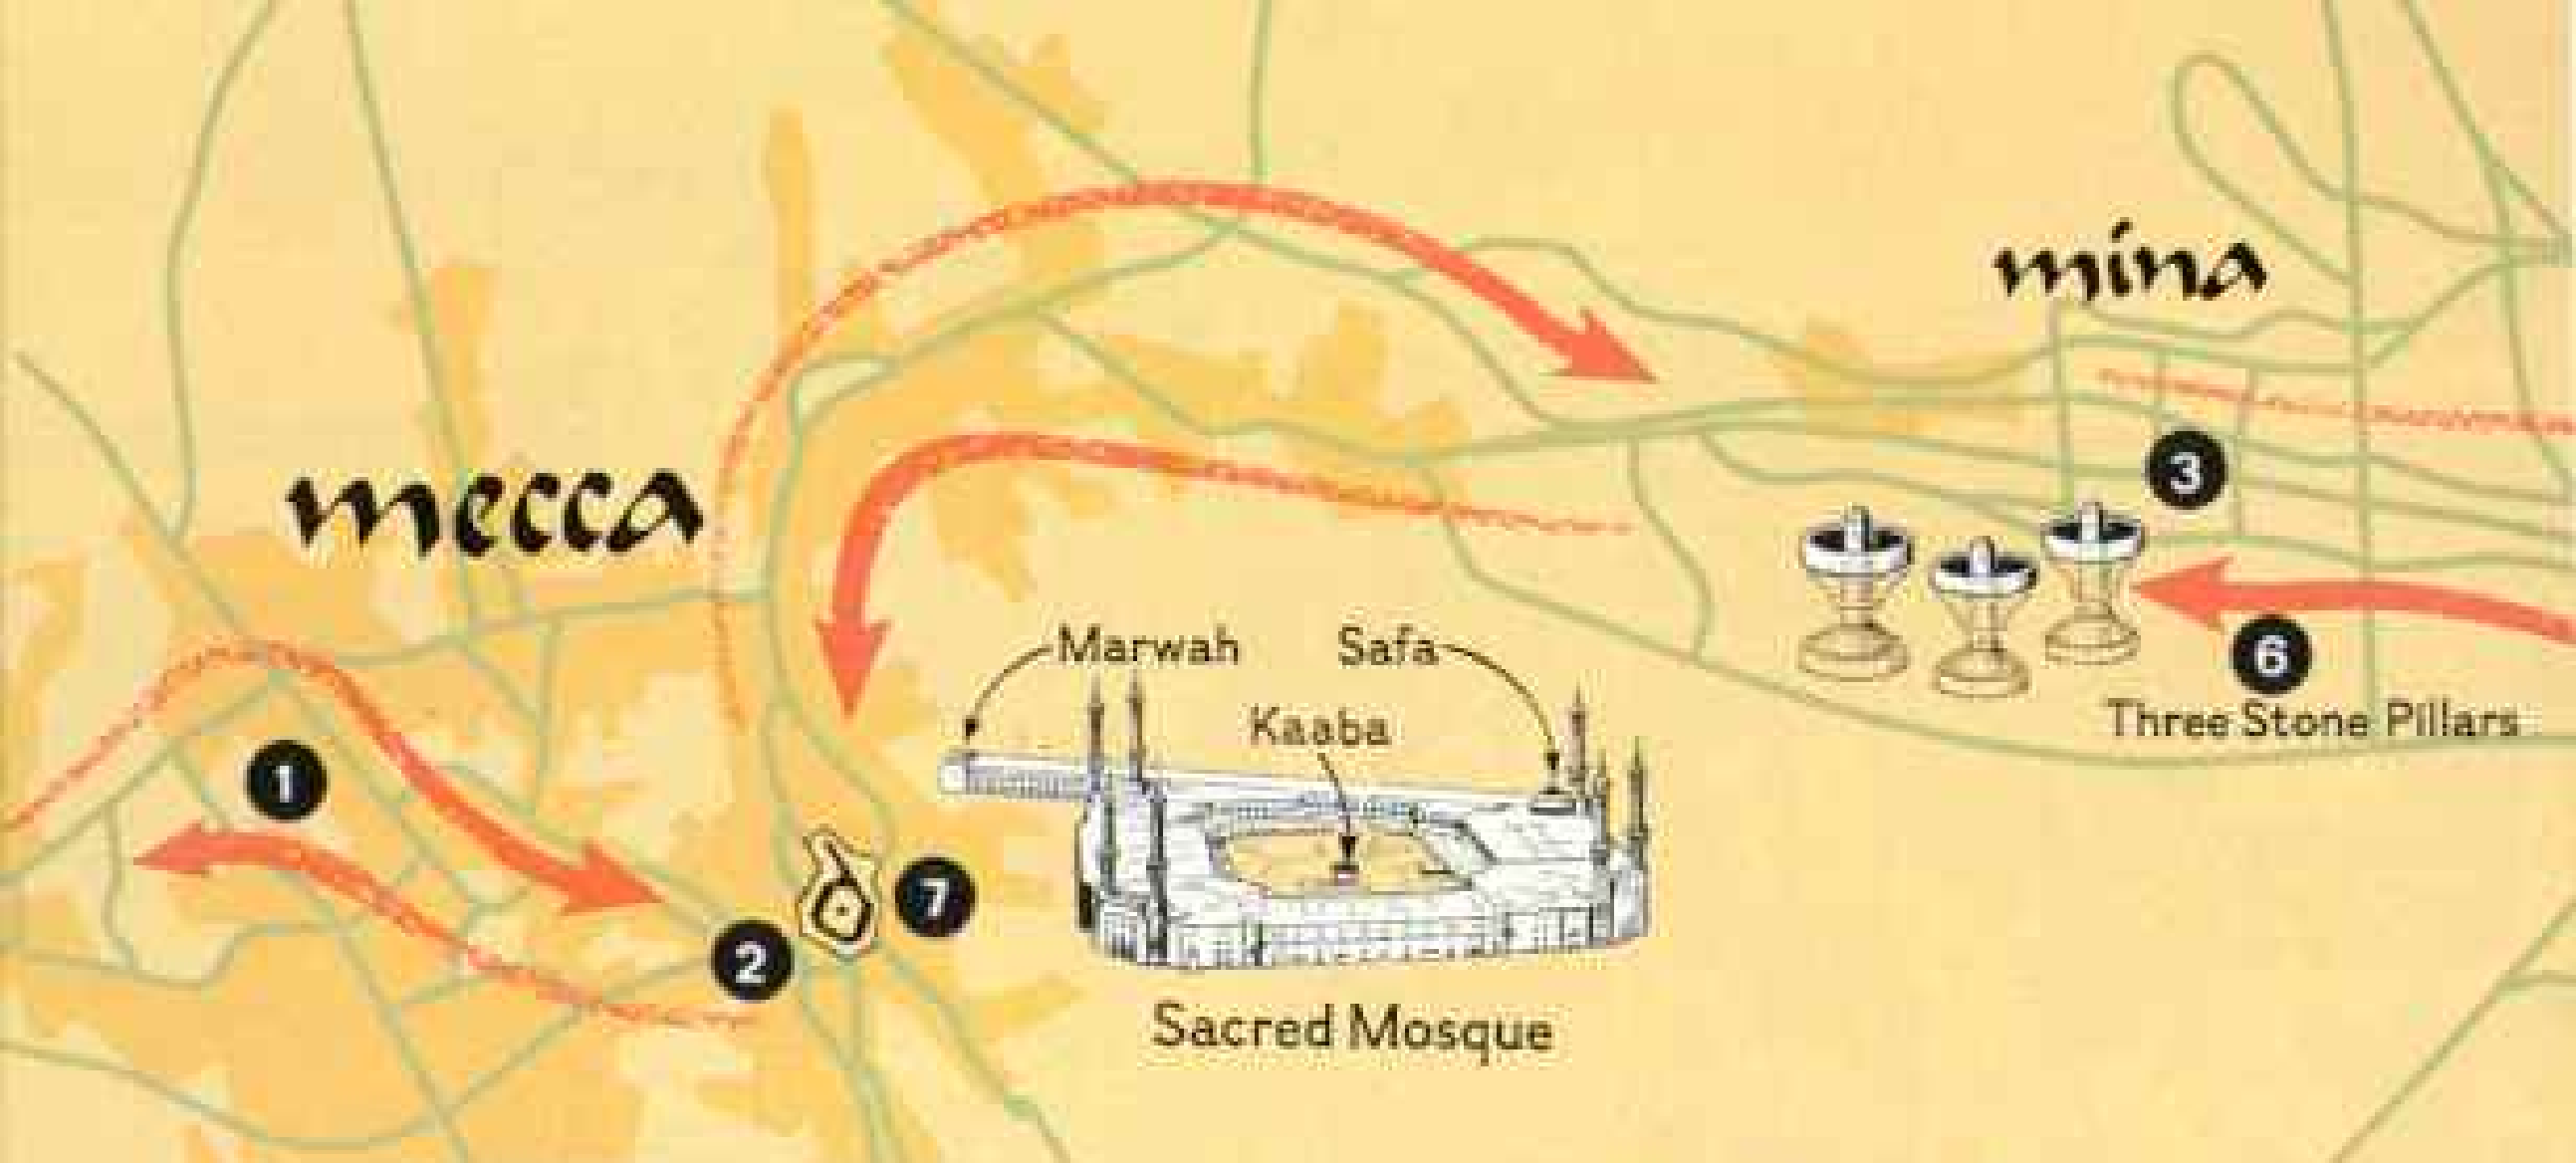 mina
mecca
3
Marwah
Safa
6
Kaaba
Three Stone Pillars
1
7
2
Sacred Mosque